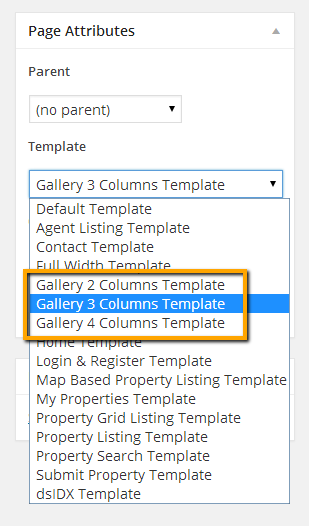 Page Attributes
Parent
(no parent)
Template
Gallery 3 Columns Template
Default Template
Agent Listing Template
Contact Template
Full Width Template
Gallery 2 Columns Template
Gallery 3 Columns Template
Gallery 4 Columns Template
Home Template
Login & Register Template
Map Based Property Listing Template
My Properties Template
Property Grid Listing Template
Property Listing Template
Property Search Template
Submit Property Template
dsIDX Template